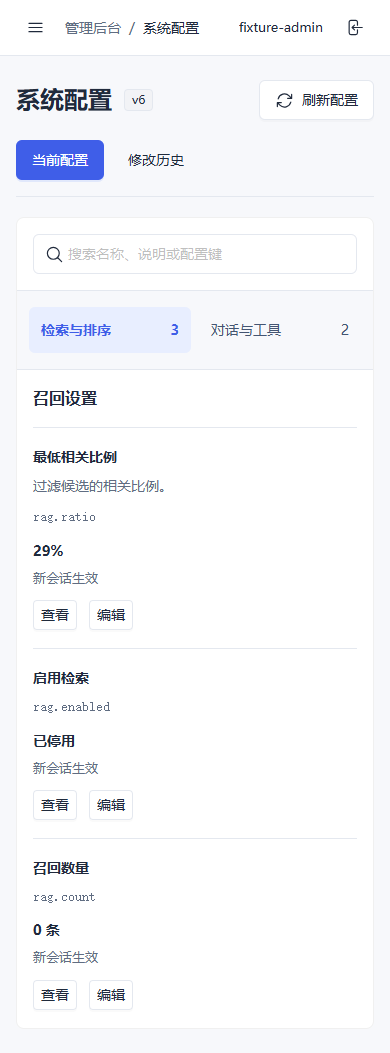 管理后台 / 系统配置 fixture-admin
系统配置 v6 刷新配置
当前配置 修改历史
搜索名称、说明或配置键
检索与排序 3 对话与工具 2
召回设置
最低相关比例
过滤候选的相关比例。
rag.ratio
29%
新会话生效
查看 编辑
启用检索
rag.enabled
已停用
新会话生效
查看 编辑
召回数量
rag.count
0 条
新会话生效
查看 编辑